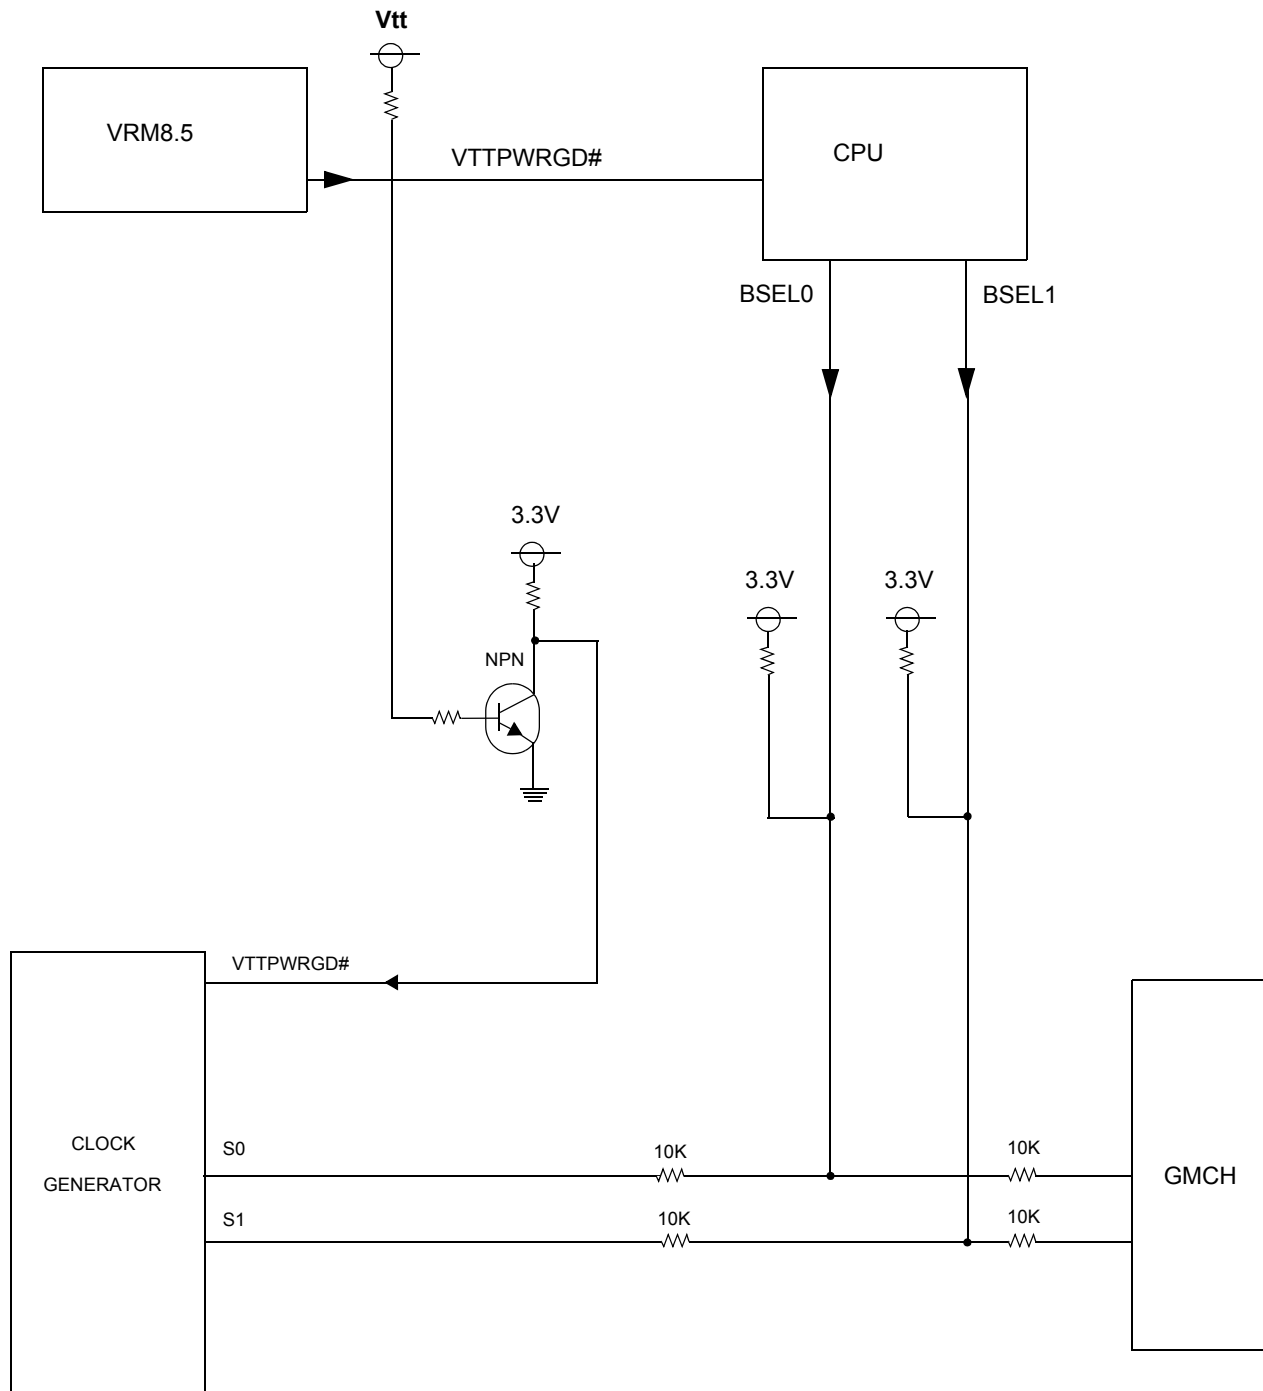 Vtt
VRM8.5
VTTPWRGD#
CPU
BSEL0
BSEL1
3.3V
3.3V
3.3V
NPN
VTTPWRGD#
CLOCK
GENERATOR
S0
10K
10K
GMCH
S1
10K
10K